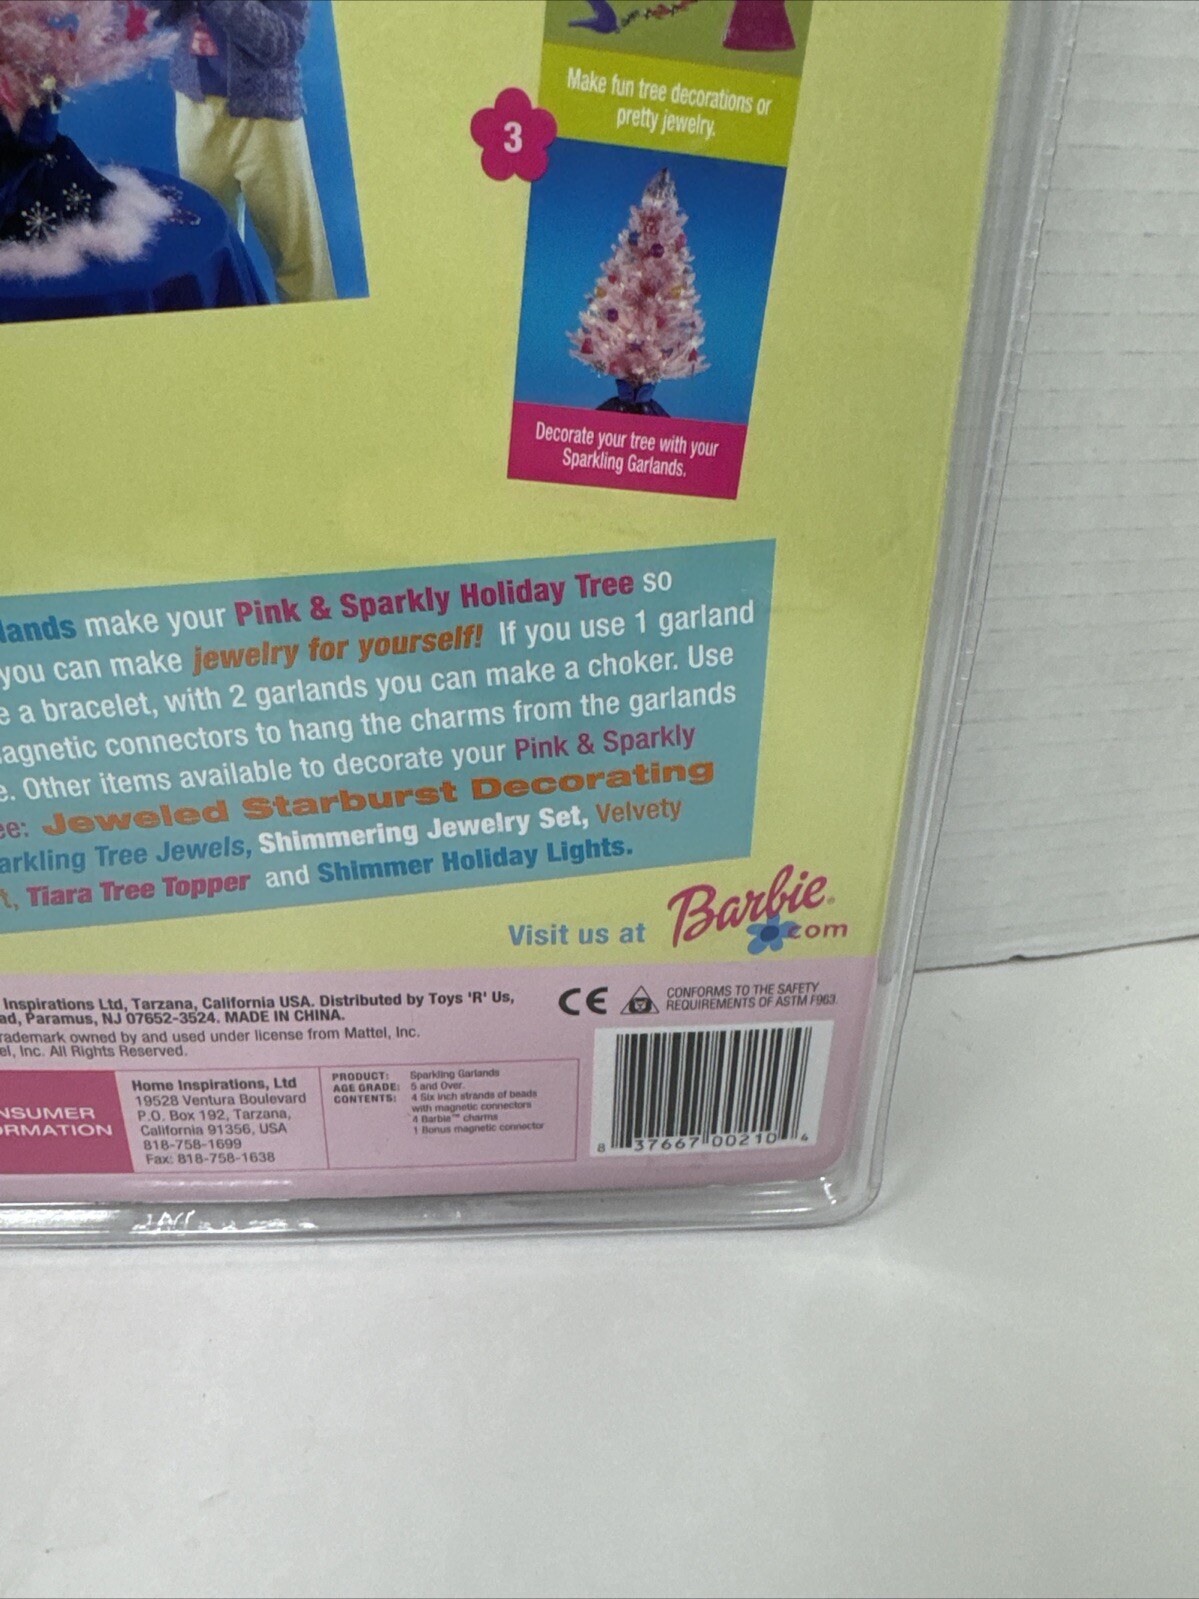 Make fun tree decorations or
pretty jewelry.
3
Decorate your tree with your
Sparkling Garlands.
lands make your Pink & Sparkly Holiday Tree so
you can make jewelry for yourself! If you use 1 garland
e a bracelet, with 2 garlands you can make a choker. Use
agnetic connectors to hang the charms from the garlands
e. Other items available to decorate your Pink & Sparkly
ee: Jeweled Starburst Decorating
arkling Tree Jewels, Shimmering Jewelry Set, Velvety
t, Tiara Tree Topper and Shimmer Holiday Lights.
Visit us at Barbie®.com
Inspirations Ltd, Tarzana, California USA. Distributed by Toys 'R' Us,
ad, Paramus, NJ 07652-3524. MADE IN CHINA.
rademark owned by and used under license from Mattel, Inc.
el, Inc. All Rights Reserved.
CE
CONFORMS TO THE SAFETY
REQUIREMENTS OF ASTM F963.
NSUMER
ORMATION
Home Inspirations, Ltd
19528 Ventura Boulevard
P.O. Box 192, Tarzana,
California 91356, USA
818-758-1699
Fax: 818-758-1638
PRODUCT: Sparkling Garlands
AGE GRADE: 5 and Over.
CONTENTS: 4 Six inch strands of beads
with magnetic connectors
4 Barbie™ charms
1 Bonus magnetic connector
8 37667 00210 4